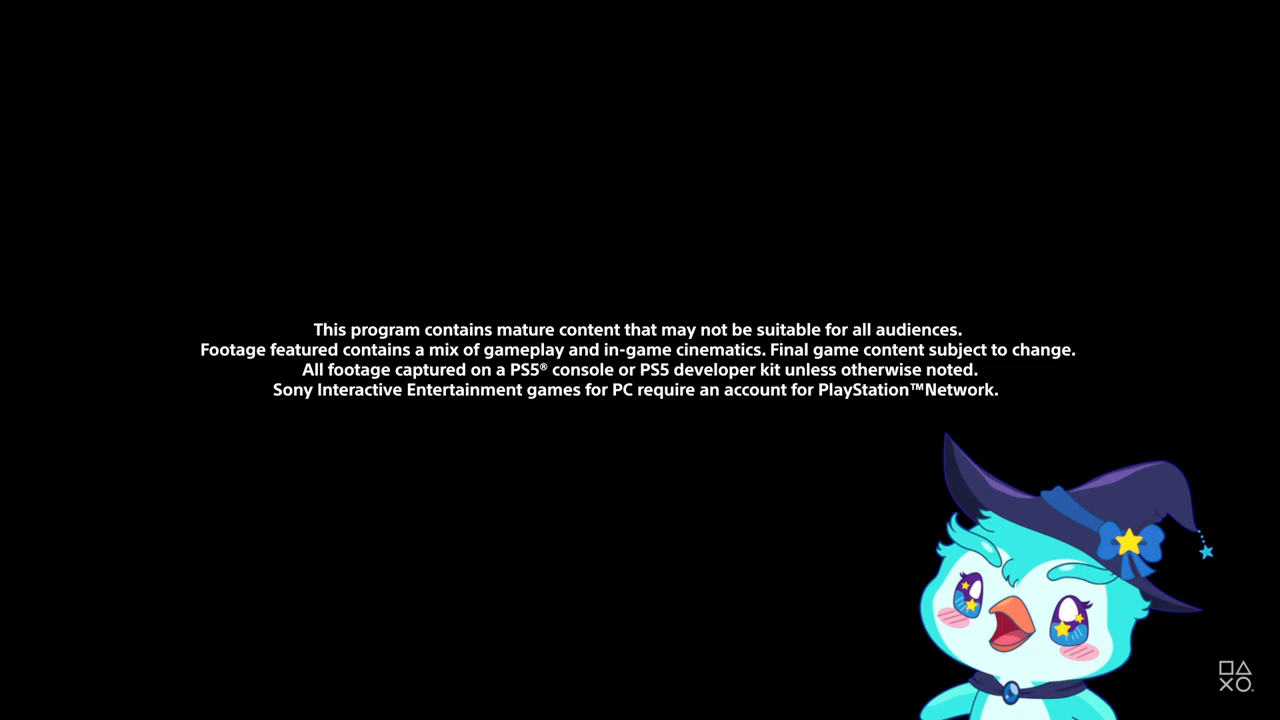 This program contains mature content that may not be suitable for all audiences.
Footage featured contains a mix of gameplay and in-game cinematics. Final game content subject to change.
All footage captured on a PS5® console or PS5 developer kit unless otherwise noted.
Sony Interactive Entertainment games for PC require an account for PlayStation™Network.